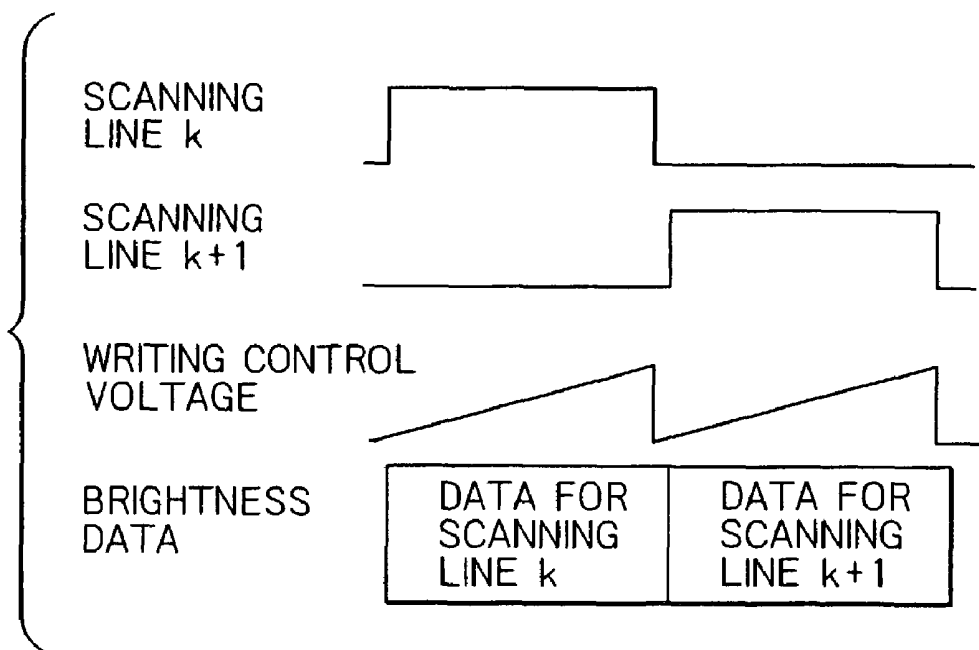 SCANNING
LINE k
SCANNING
LINE k+1
WRITING CONTROL
VOLTAGE
BRIGHTNESS
DATA
DATA FOR
SCANNING
LINE k
DATA FOR
SCANNING
LINE k+1